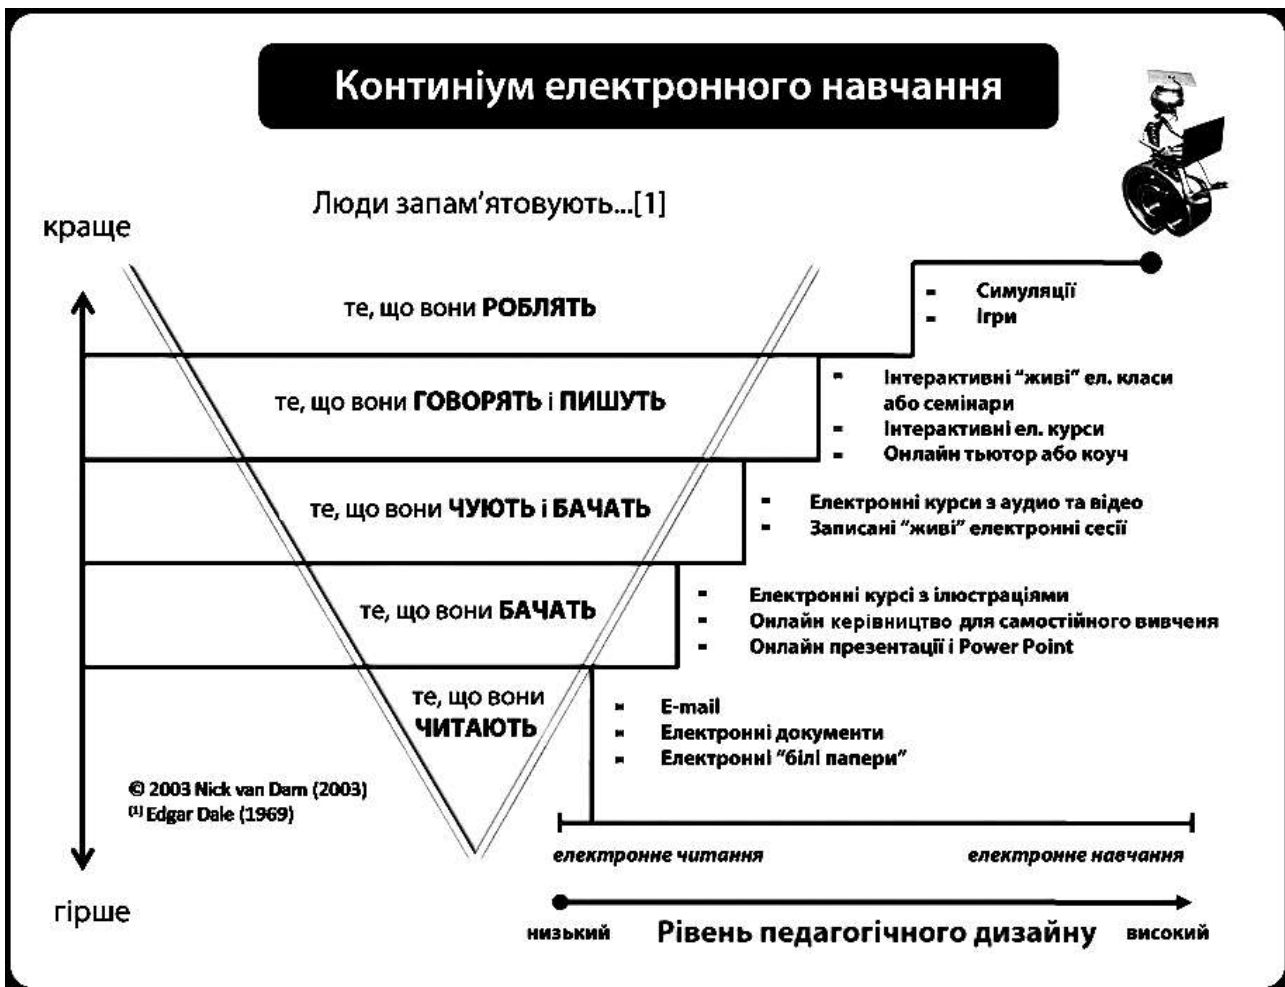 Континіум електронного навчання
Люди запам'ятовують...[1]
краще
те, що вони РОБЛЯТЬ
- Симуляції
- Ігри
те, що вони ГОВОРЯТЬ і ПИШУТЬ
- Інтерактивні "живі" ел. класи
або семінари
- Інтерактивні ел. курси
- Онлайн тьютор або коуч
те, що вони ЧУЮТЬ і БАЧАТЬ
- Електронні курси з аудио та відео
- Записані "живі" електронні сесії
те, що вони БАЧАТЬ
- Електронні курсі з ілюстраціями
- Онлайн керівництво для самостійного вивченя
- Онлайн презентації і Power Point
те, що вони
ЧИТАЮТЬ
- E-mail
- Електронні документи
- Електронні "білі папери"
© 2003 Nick van Dam (2003)
[1] Edgar Dale (1969)
електронне читання
електронне навчання
гірше
низький
Рівень педагогічного дизайну
високий